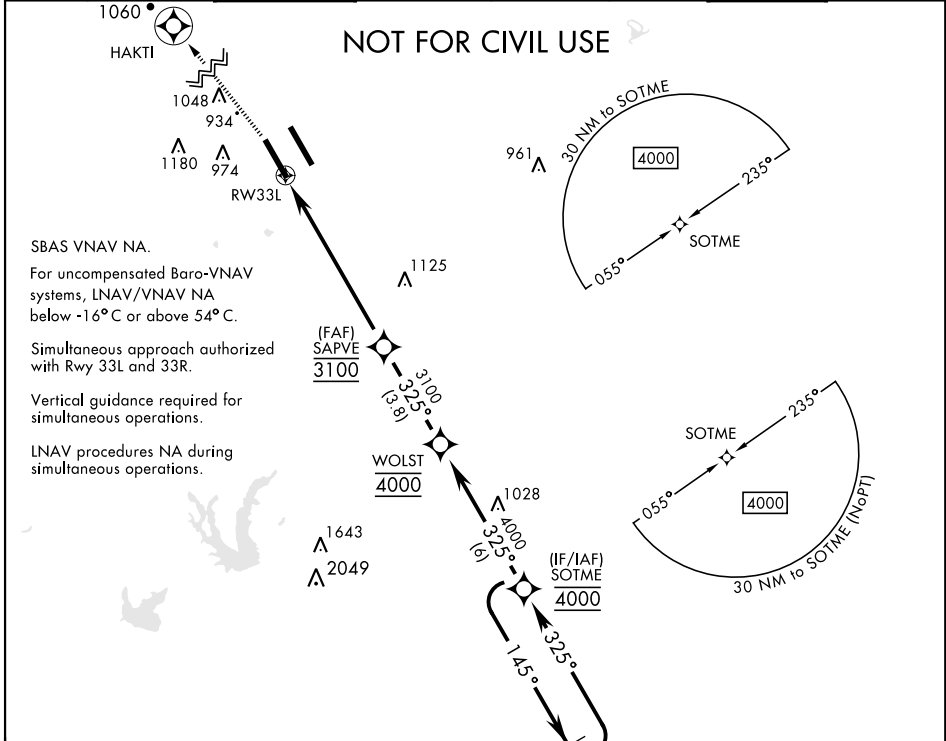 NOT FOR CIVIL USE
1060
HAKTI
1048
934
1180
974
RW33L
961
30 NM to SOTME
4000
235°
055°
SOTME
SBAS VNAV NA.
For uncompensated Baro-VNAV
systems, LNAV/VNAV NA
below -16°C or above 54°C.
Simultaneous approach authorized
with Rwy 33L and 33R.
Vertical guidance required for
simultaneous operations.
LNAV procedures NA during
simultaneous operations.
1125
(FAF)
SAPVE
3100
3100
325°
(3.8)
WOLST
4000
1028
4000
325°
(6)
(IF/IAF)
SOTME
4000
1643
2049
145°
325°
SOTME
235°
055°
4000
30 NM to SOTME (NoPT)